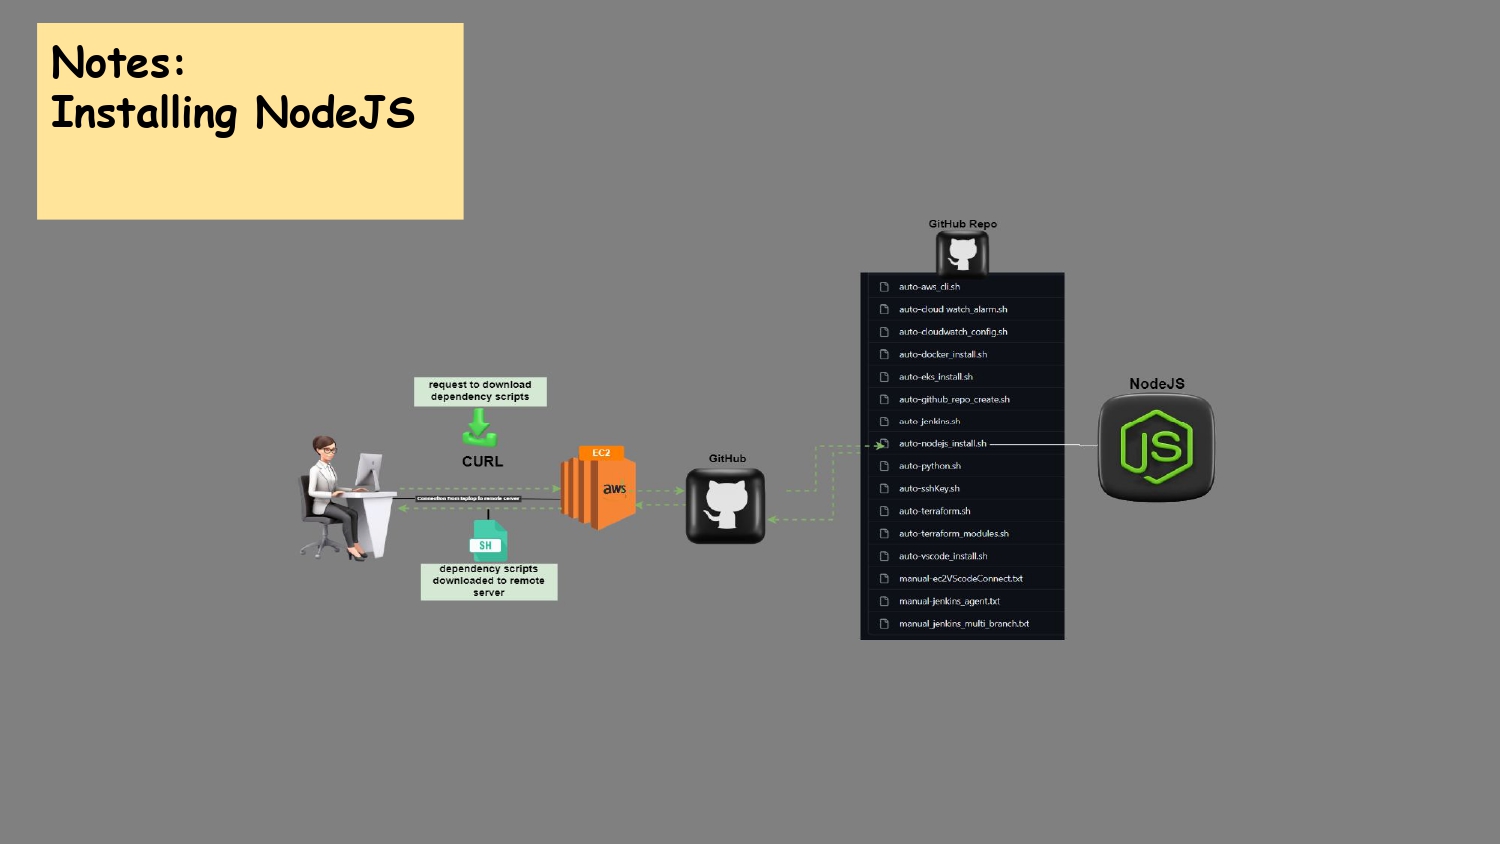 Notes:
Installing NodeJS
GitHub Repo
auto-aws_cli.sh
auto-cloud watch_alarm.sh
auto-cloudwatch_config.sh
auto-docker_install.sh
auto-eks_install.sh
auto-github_repo_create.sh
auto-jenkins.sh
auto-nodejs_install.sh
auto-python.sh
auto-sshKey.sh
auto-terraform.sh
auto-terraform_modules.sh
auto-vscode_install.sh
manual-ec2VScodeConnect.txt
manual-jenkins_agent.txt
manual_jenkins_multi_branch.txt
NodeJS
JS
request to download
dependency scripts
CURL
Connection from laptop to remote server
EC2
aws
GitHub
SH
dependency scripts
downloaded to remote
server